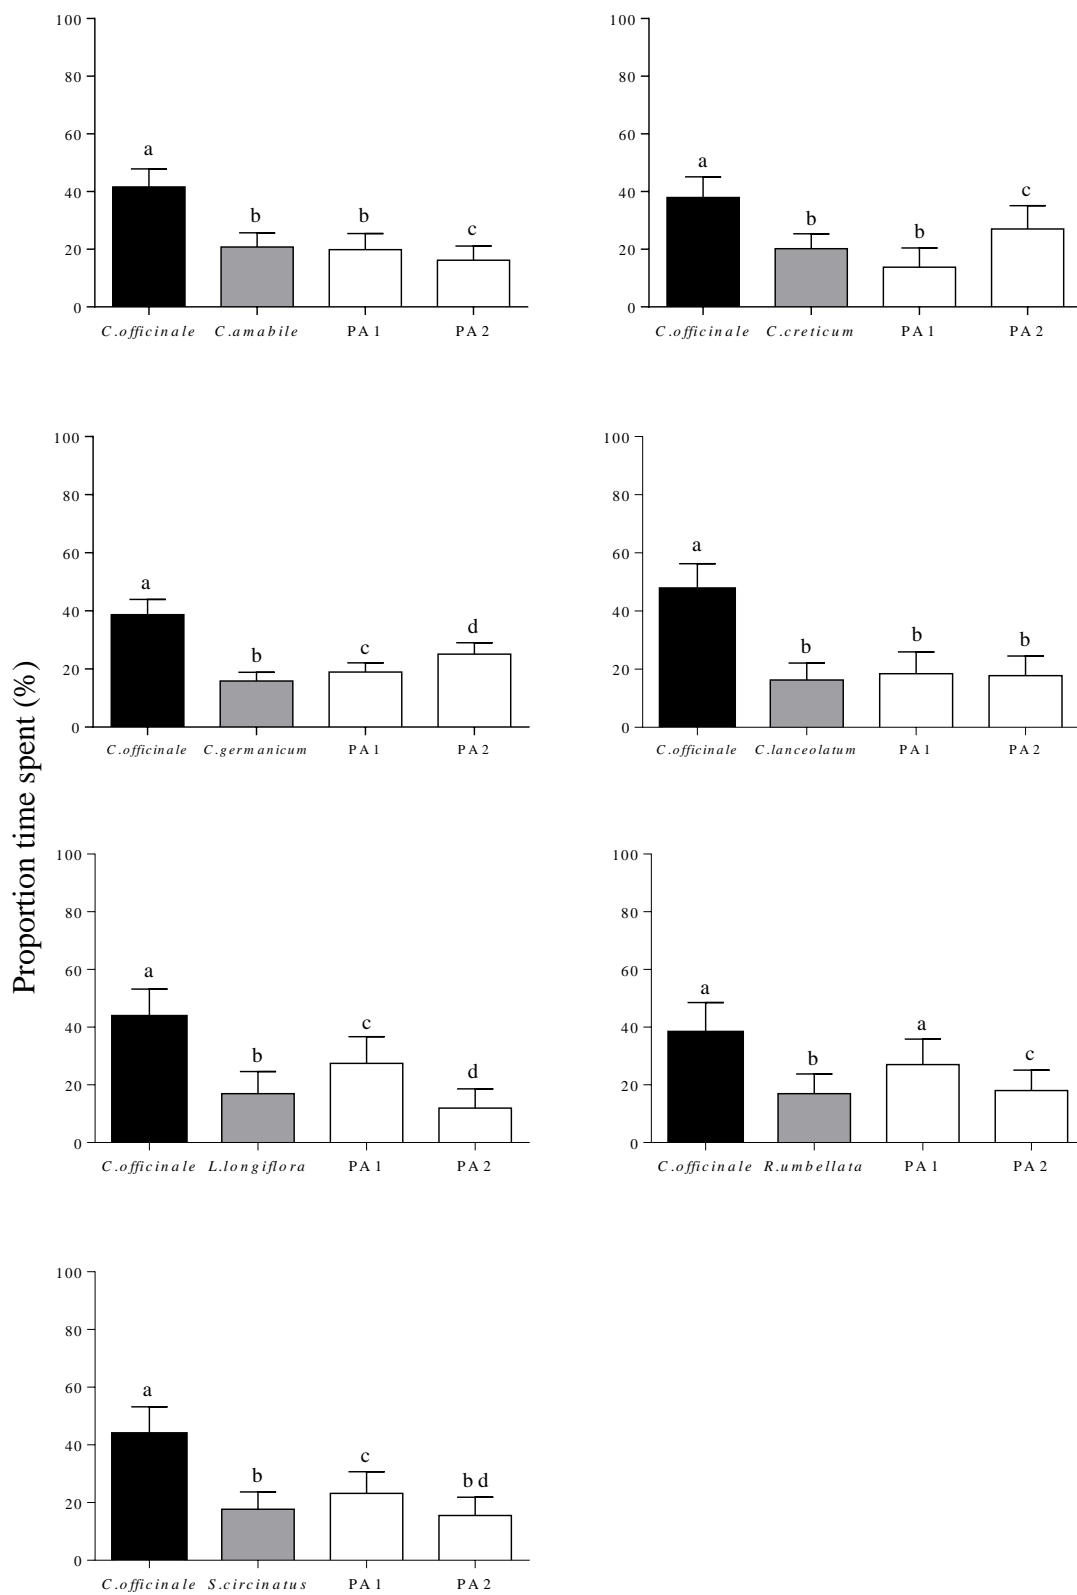 Proportion time spent (%)
100
80
60
40
20
0
a
b
b
c
C.officinale C.amabile PA1 PA2
100
80
60
40
20
0
a
b
b
c
C.officinale C.creticum PA1 PA2
100
80
60
40
20
0
a
b
c
d
C.officinale C.germanicum PA1 PA2
100
80
60
40
20
0
a
b
b
b
C.officinale C.lanceolatum PA1 PA2
100
80
60
40
20
0
a
b
c
d
C.officinale L.longiflora PA1 PA2
100
80
60
40
20
0
a
b
a
c
C.officinale R.umbellata PA1 PA2
100
80
60
40
20
0
a
b
c
b d
C.officinale S.circinatus PA1 PA2